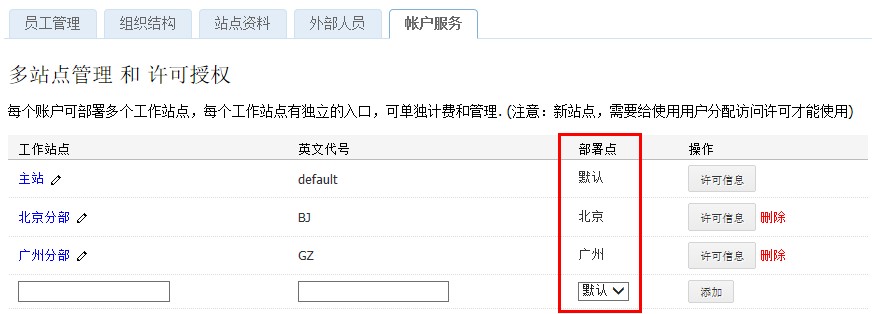 员工管理 组织结构 站点资料 外部人员 帐户服务
多站点管理 和 许可授权
每个账户可部署多个工作站点，每个工作站点有独立的入口，可单独计费和管理. (注意：新站点，需要给使用用户分配访问许可才能使用)
工作站点 英文代号 部署点 操作
主站 default 默认 许可信息
北京分部 BJ 北京 许可信息 删除
广州分部 GZ 广州 许可信息 删除
默认 添加